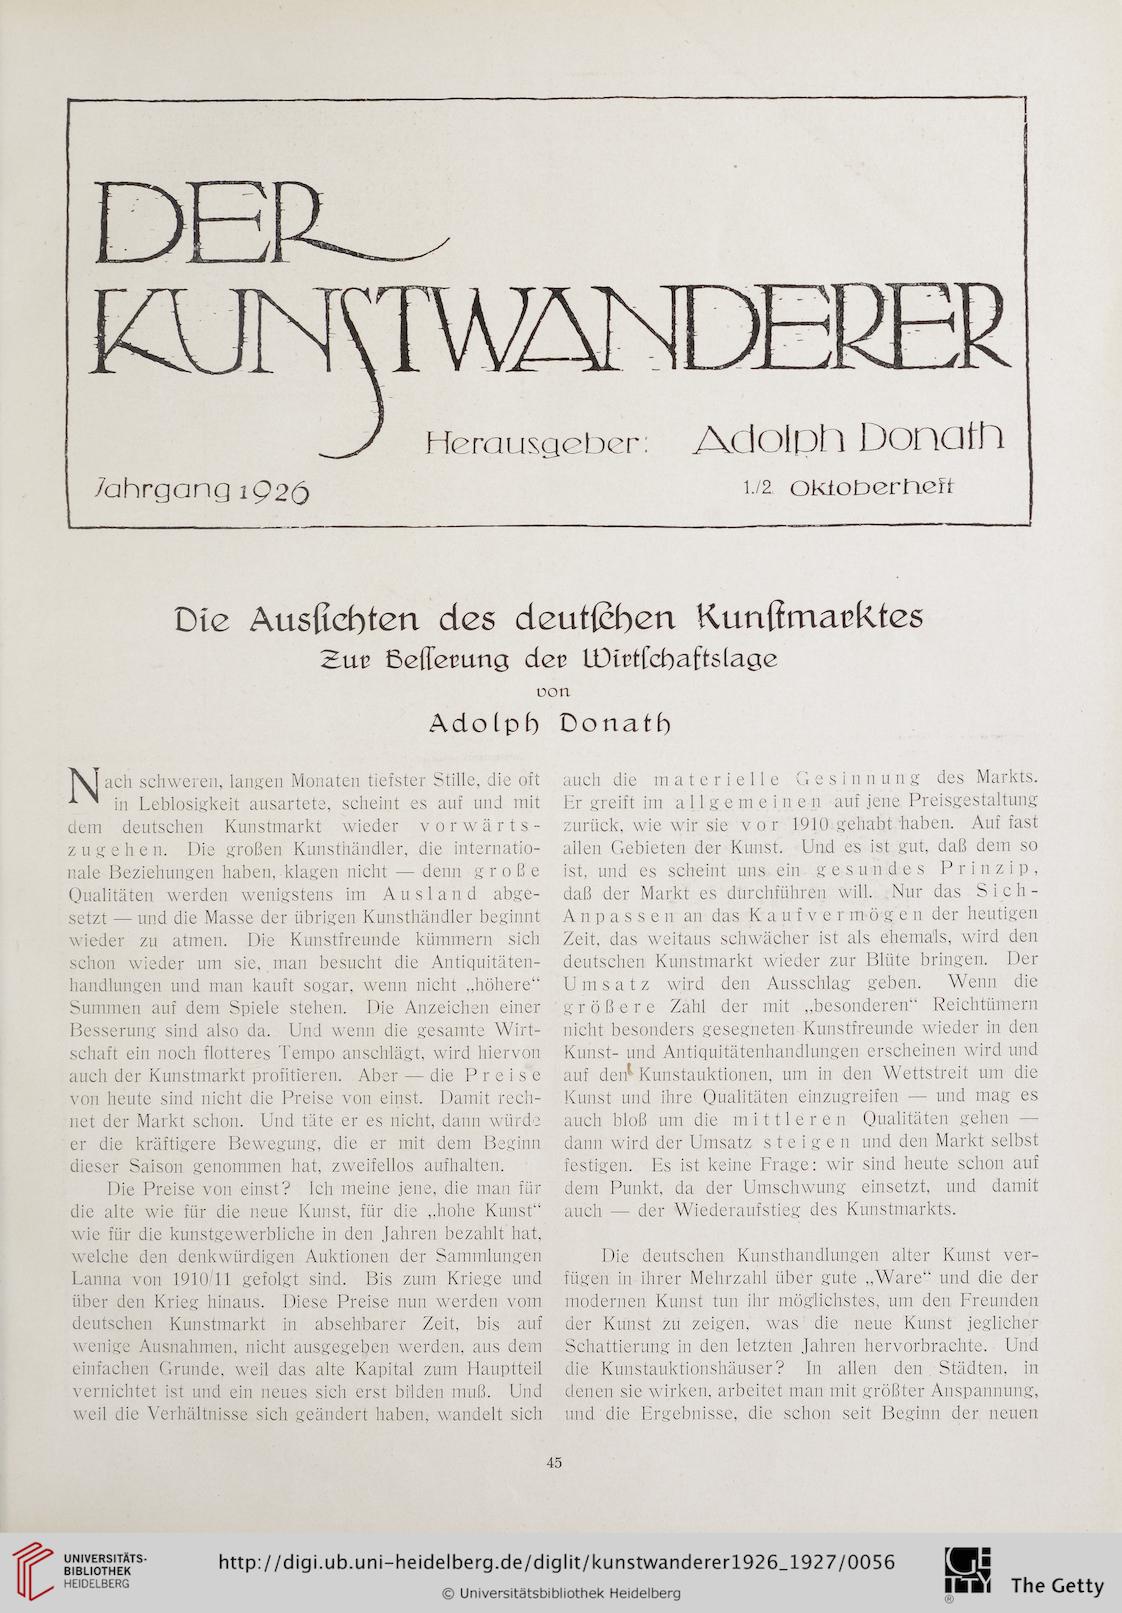 DER
KUNSTWANDERER
Herausgeber: Adolph Donath
Jahrgang 1926 1./2. Oktoberheft
Die Ausſichten des deutſchen Kunſtmarktes
Zur Beſſerung der Wirtſchaftslage
von
Adolph Donath
Nach schweren, langen Monaten tiefster Stille, die oft
in Leblosigkeit ausartete, scheint es auf und mit
dem deutschen Kunstmarkt wieder vorwärts-
zugehen. Die großen Kunsthändler, die internatio-
nale Beziehungen haben, klagen nicht — denn große
Qualitäten werden wenigstens im Ausland abge-
setzt — und die Masse der übrigen Kunsthändler beginnt
wieder zu atmen. Die Kunstfreunde kümmern sich
schon wieder um sie, man besucht die Antiquitäten-
handlungen und man kauft sogar, wenn nicht „höhere“
Summen auf dem Spiele stehen. Die Anzeichen einer
Besserung sind also da. Und wenn die gesamte Wirt-
schaft ein noch flotteres Tempo anschlägt, wird hiervon
auch der Kunstmarkt profitieren. Aber — die Preise
von heute sind nicht die Preise von einst. Damit rech-
net der Markt schon. Und täte er es nicht, dann würde
er die kräftigere Bewegung, die er mit dem Beginn
dieser Saison genommen hat, zweifellos aufhalten.
Die Preise von einst? Ich meine jene, die man für
die alte wie für die neue Kunst, für die „hohe Kunst“
wie für die kunstgewerbliche in den Jahren bezahlt hat,
welche den denkwürdigen Auktionen der Sammlungen
Lanna von 1910/11 gefolgt sind. Bis zum Kriege und
über den Krieg hinaus. Diese Preise nun werden vom
deutschen Kunstmarkt in absehbarer Zeit, bis auf
wenige Ausnahmen, nicht ausgegeben werden, aus dem
einfachen Grunde, weil das alte Kapital zum Hauptteil
vernichtet ist und ein neues sich erst bilden muß. Und
weil die Verhältnisse sich geändert haben, wandelt sich
auch die materielle Gesinnung des Markts.
Er greift im allgemeinen auf jene Preisgestaltung
zurück, wie wir sie vor 1910 gehabt haben. Auf fast
allen Gebieten der Kunst. Und es ist gut, daß dem so
ist, und es scheint uns ein gesundes Prinzip,
daß der Markt es durchführen will. Nur das Sich-
Anpassen an das Kaufvermögen der heutigen
Zeit, das weitaus schwächer ist als ehemals, wird den
deutschen Kunstmarkt wieder zur Blüte bringen. Der
Umsatz wird den Ausschlag geben. Wenn die
größere Zahl der mit „besonderen“ Reichtümern
nicht besonders gesegneten Kunstfreunde wieder in den
Kunst- und Antiquitätenhandlungen erscheinen wird und
auf den Kunstauktionen, um in den Wettstreit um die
Kunst und ihre Qualitäten einzugreifen — und mag es
auch bloß um die mittleren Qualitäten gehen —
dann wird der Umsatz steigen und den Markt selbst
festigen. Es ist keine Frage: wir sind heute schon auf
dem Punkt, da der Umschwung einsetzt, und damit
auch — der Wiederaufstieg des Kunstmarkts.
Die deutschen Kunsthandlungen alter Kunst ver-
fügen in ihrer Mehrzahl über gute „Ware“ und die der
modernen Kunst tun ihr möglichstes, um den Freunden
der Kunst zu zeigen, was die neue Kunst jeglicher
Schattierung in den letzten Jahren hervorbrachte. Und
die Kunstauktionshäuser? In allen den Städten, in
denen sie wirken, arbeitet man mit größter Anspannung,
und die Ergebnisse, die schon seit Beginn der neuen
45
UNIVERSITÄTS-
BIBLIOTHEK
HEIDELBERG
http://digi.ub.uni-heidelberg.de/diglit/kunstwanderer1926_1927/0056
© Universitätsbibliothek Heidelberg
GETTY
®
The Getty